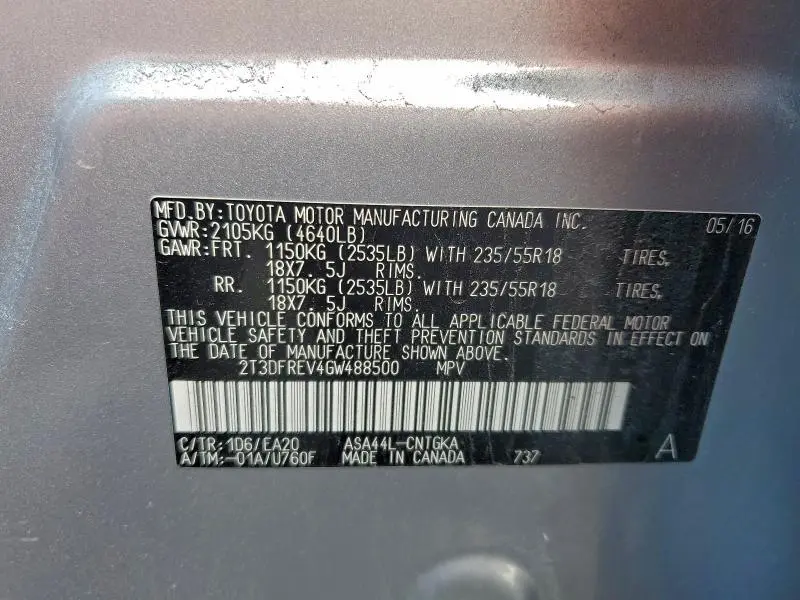 MFD.BY:TOYOTA MOTOR MANUFACTURING CANADA INC. 05/16
GVWR:2105KG (4640LB)
GAWR:FRT. 1150KG (2535LB) WITH 235/55R18 TIRES,
18X7.5J RIMS.
RR. 1150KG (2535LB) WITH 235/55R18 TIRES,
18X7.5J RIMS.
THIS VEHICLE CONFORMS TO ALL APPLICABLE FEDERAL MOTOR
VEHICLE SAFETY AND THEFT PREVENTION STANDARDS IN EFFECT ON
THE DATE OF MANUFACTURE SHOWN ABOVE.
2T3DFREV4GW488500 MPV
C/TR:1D6/EA20 ASA44L-CNTGKA
A/TM:-01A/U760F MADE IN CANADA 737 A